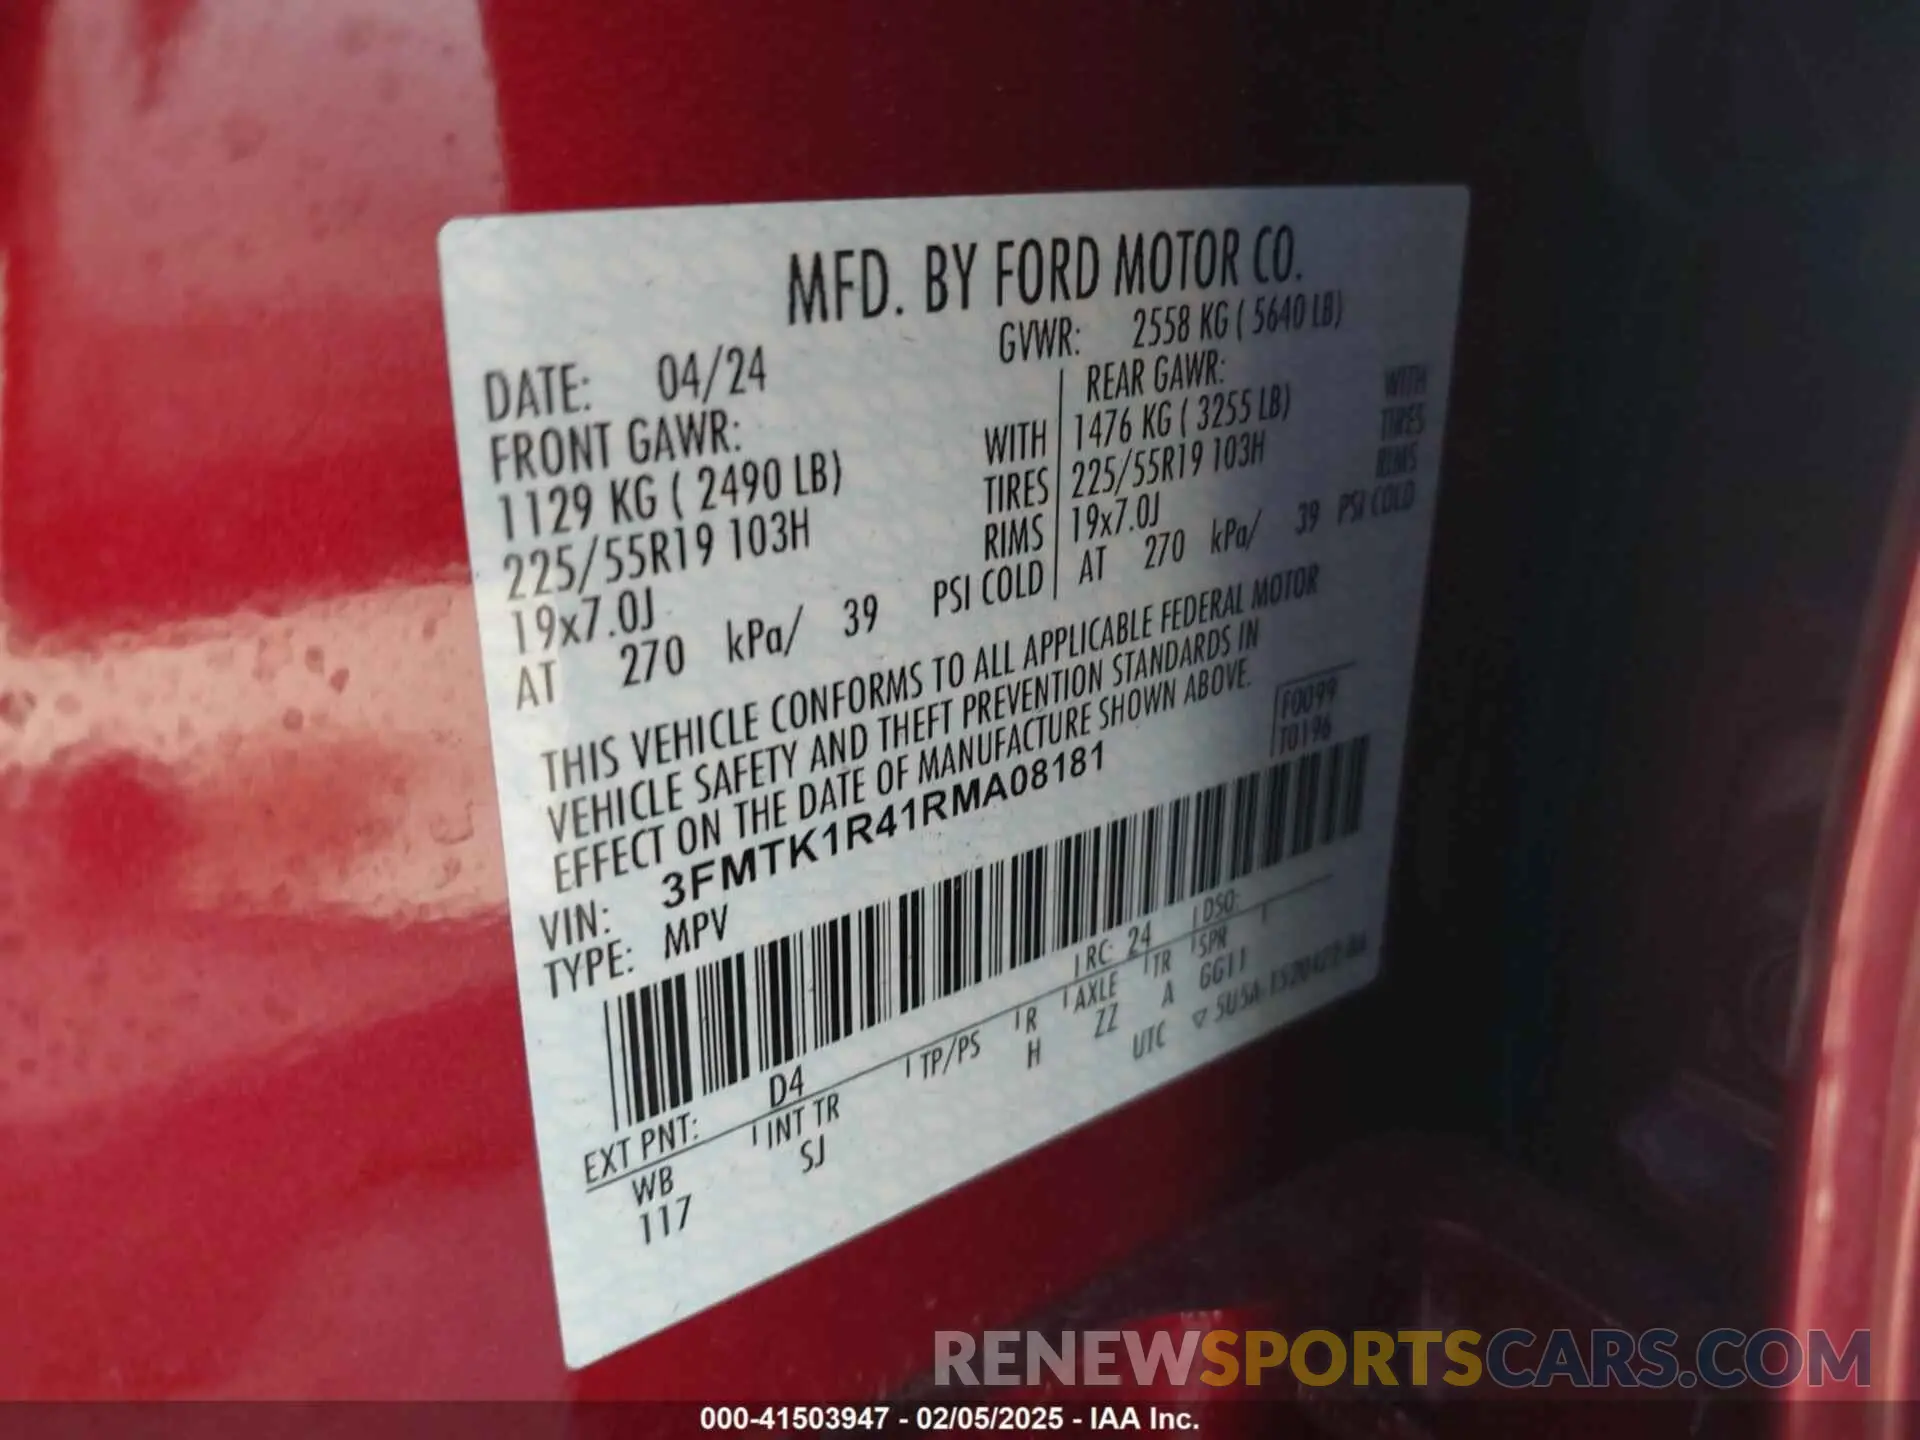 MFD. BY FORD MOTOR CO.
DATE: 04/24 GVWR: 2558 KG ( 5640 LB)
FRONT GAWR: REAR GAWR:
1129 KG ( 2490 LB) WITH 1476 KG ( 3255 LB) WITH
225/55R19 103H TIRES 225/55R19 103H TIRES
19x7.0J RIMS 19x7.0J RIMS
AT 270 kPa/ 39 PSI COLD AT 270 kPa/ 39 PSI COLD
THIS VEHICLE CONFORMS TO ALL APPLICABLE FEDERAL MOTOR
VEHICLE SAFETY AND THEFT PREVENTION STANDARDS IN
EFFECT ON THE DATE OF MANUFACTURE SHOWN ABOVE.
F0099
T0196
VIN: 3FMTK1R41RMA08181
TYPE: MPV
EXT PNT: D4 RC: 24 DSO:
WB INT TR TP/PS R AXLE TR SPR
117 SJ H ZZ A GG11
UTC
RENEWSPORTSCARS.COM
000-41503947 - 02/05/2025 - IAA Inc.